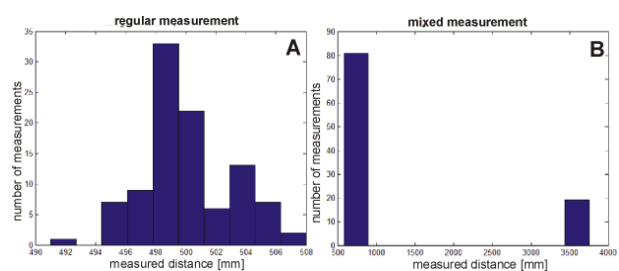 regular measurement
A
number of measurements
35
30
25
20
15
10
5
0
490 492 494 496 498 500 502 504 506 508
measured distance [mm]
mixed measurement
B
number of measurements
90
80
70
60
50
40
30
20
10
0
500 1000 1500 2000 2500 3000 3500 4000
measured distance [mm]